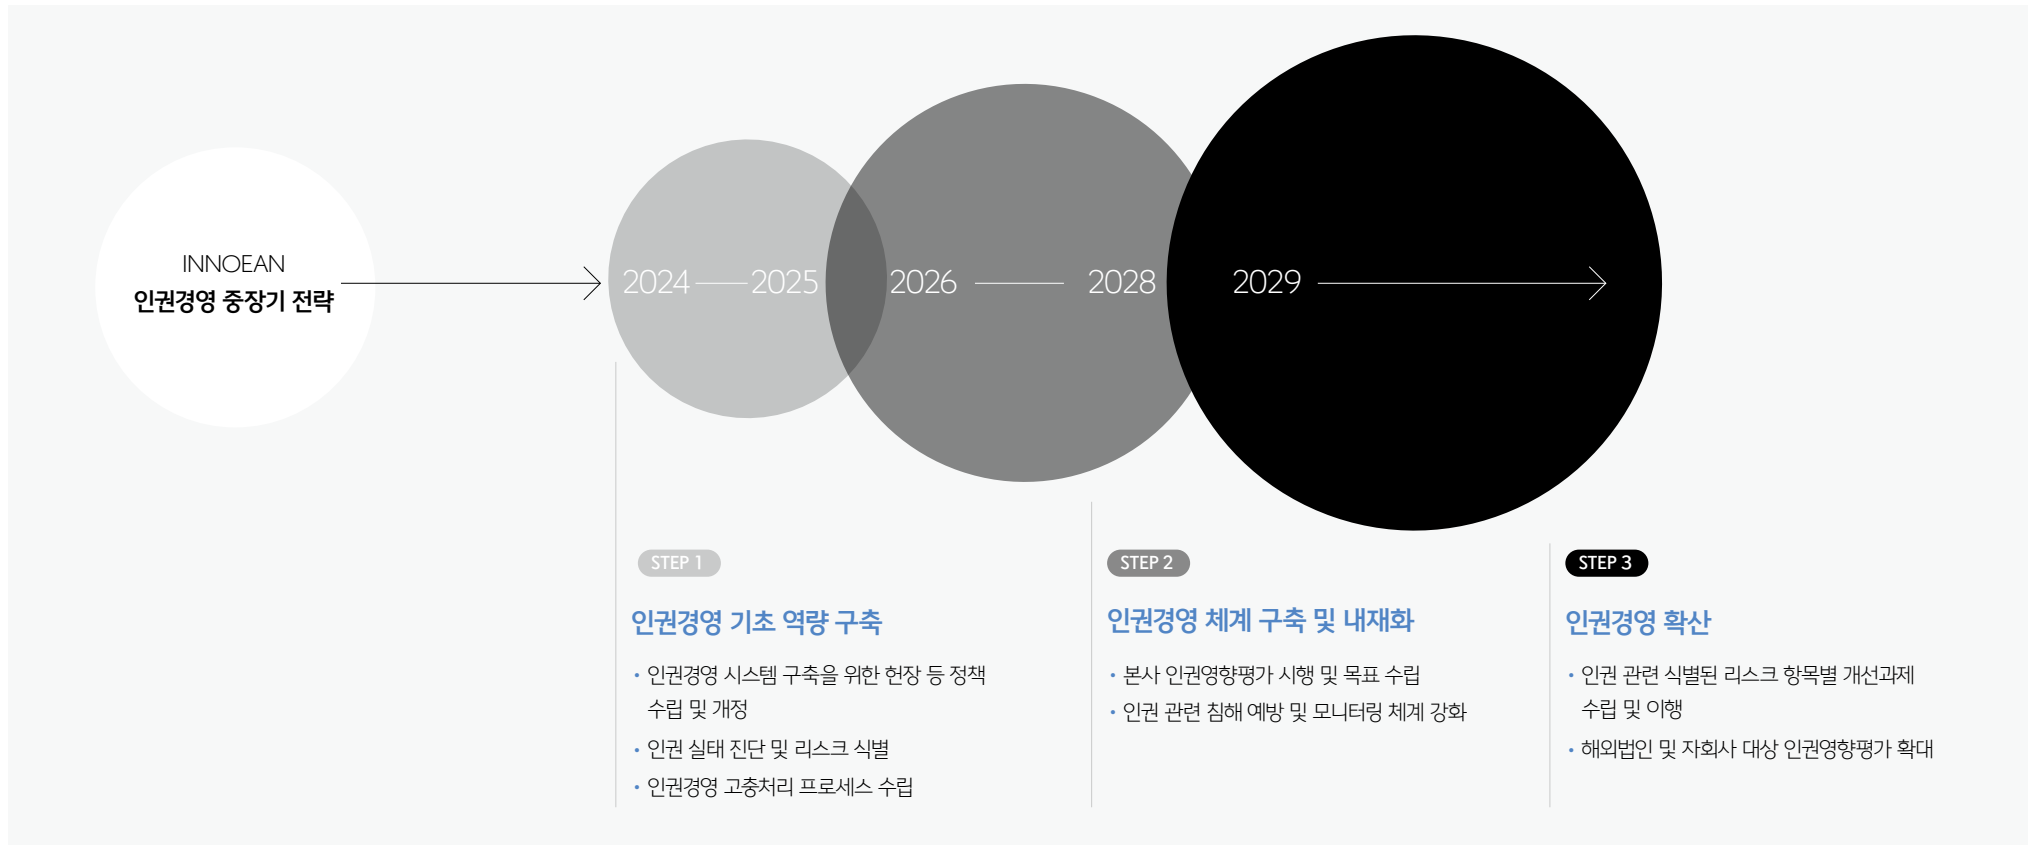 INNOEAN
인권경영 중장기 전략
2024
2025
2026
2028
2029
STEP 1
인권경영 기초 역량 구축
• 인권경영 시스템 구축을 위한 헌장 등 정책
수립 및 개정
• 인권 실태 진단 및 리스크 식별
• 인권경영 고충처리 프로세스 수립
STEP 2
인권경영 체계 구축 및 내재화
• 본사 인권영향평가 시행 및 목표 수립
• 인권 관련 침해 예방 및 모니터링 체계 강화
STEP 3
인권경영 확산
• 인권 관련 식별된 리스크 항목별 개선과제
수립 및 이행
• 해외법인 및 자회사 대상 인권영향평가 확대